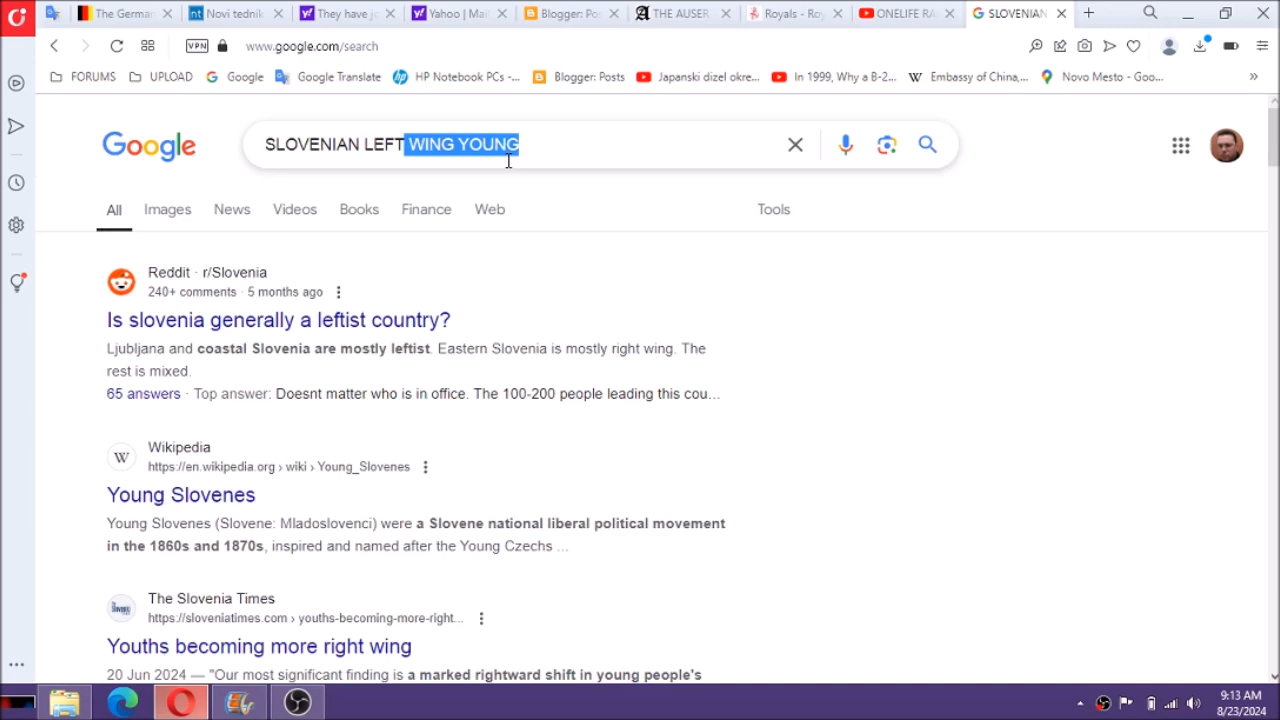 The German
Novi tednik
They have jo
Yahoo | Mai
Blogger: Po
THE AUSER
Royals - Roy
ONELIFE RA
SLOVENIAN
VPN
www.google.com/search
FORUMS
UPLOAD
Google
Google Translate
HP Notebook PCs -...
Blogger: Posts
Japanski dizel okre...
In 1999, Why a B-2...
Embassy of China,...
Novo Mesto - Goo...
»
Google
SLOVENIAN LEFT WING YOUNG
All
Images
News
Videos
Books
Finance
Web
Tools
Reddit · r/Slovenia
240+ comments · 5 months ago
Is slovenia generally a leftist country?
Ljubljana and coastal Slovenia are mostly leftist. Eastern Slovenia is mostly right wing. The
rest is mixed.
65 answers · Top answer: Doesnt matter who is in office. The 100-200 people leading this cou...
W
Wikipedia
https://en.wikipedia.org › wiki › Young_Slovenes
Young Slovenes
Young Slovenes (Slovene: Mladoslovenci) were a Slovene national liberal political movement
in the 1860s and 1870s, inspired and named after the Young Czechs ...
The Slovenia Times
https://sloveniatimes.com › youths-becoming-more-right...
Youths becoming more right wing
20 Jun 2024 — "Our most significant finding is a marked rightward shift in young people's
9:13 AM
8/23/2024